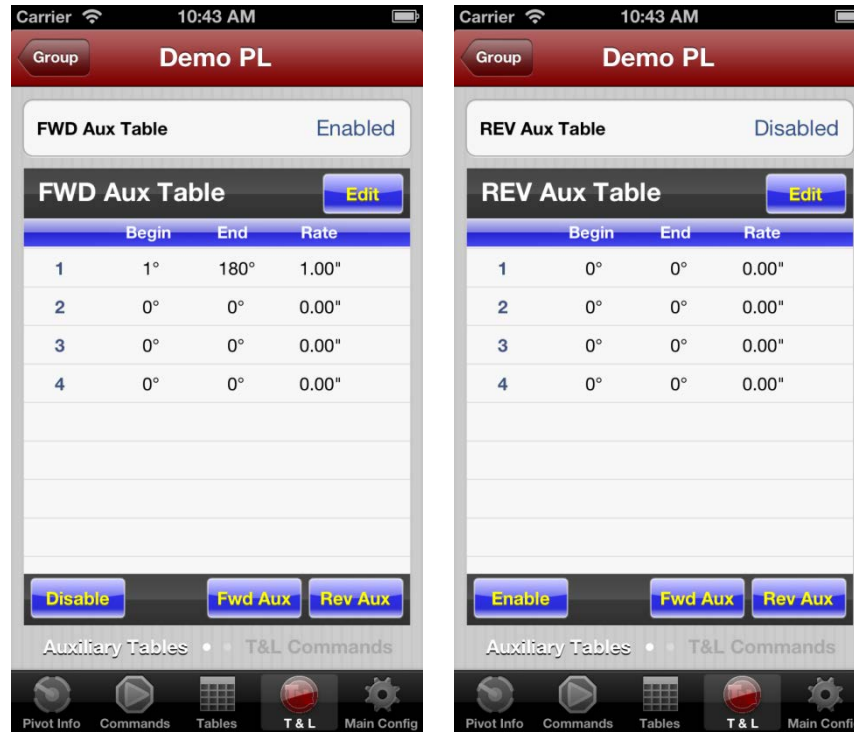 Carrier 10:43 AM
Group Demo PL
FWD Aux Table Enabled
FWD Aux Table Edit
Begin End Rate
1 1° 180° 1.00"
2 0° 0° 0.00"
3 0° 0° 0.00"
4 0° 0° 0.00"
Disable Fwd Aux Rev Aux
Auxiliary Tables T&L Commands
Pivot Info Commands Tables T & L Main Config
Carrier 10:43 AM
Group Demo PL
REV Aux Table Disabled
REV Aux Table Edit
Begin End Rate
1 0° 0° 0.00"
2 0° 0° 0.00"
3 0° 0° 0.00"
4 0° 0° 0.00"
Enable Fwd Aux Rev Aux
Auxiliary Tables T&L Commands
Pivot Info Commands Tables T & L Main Confi